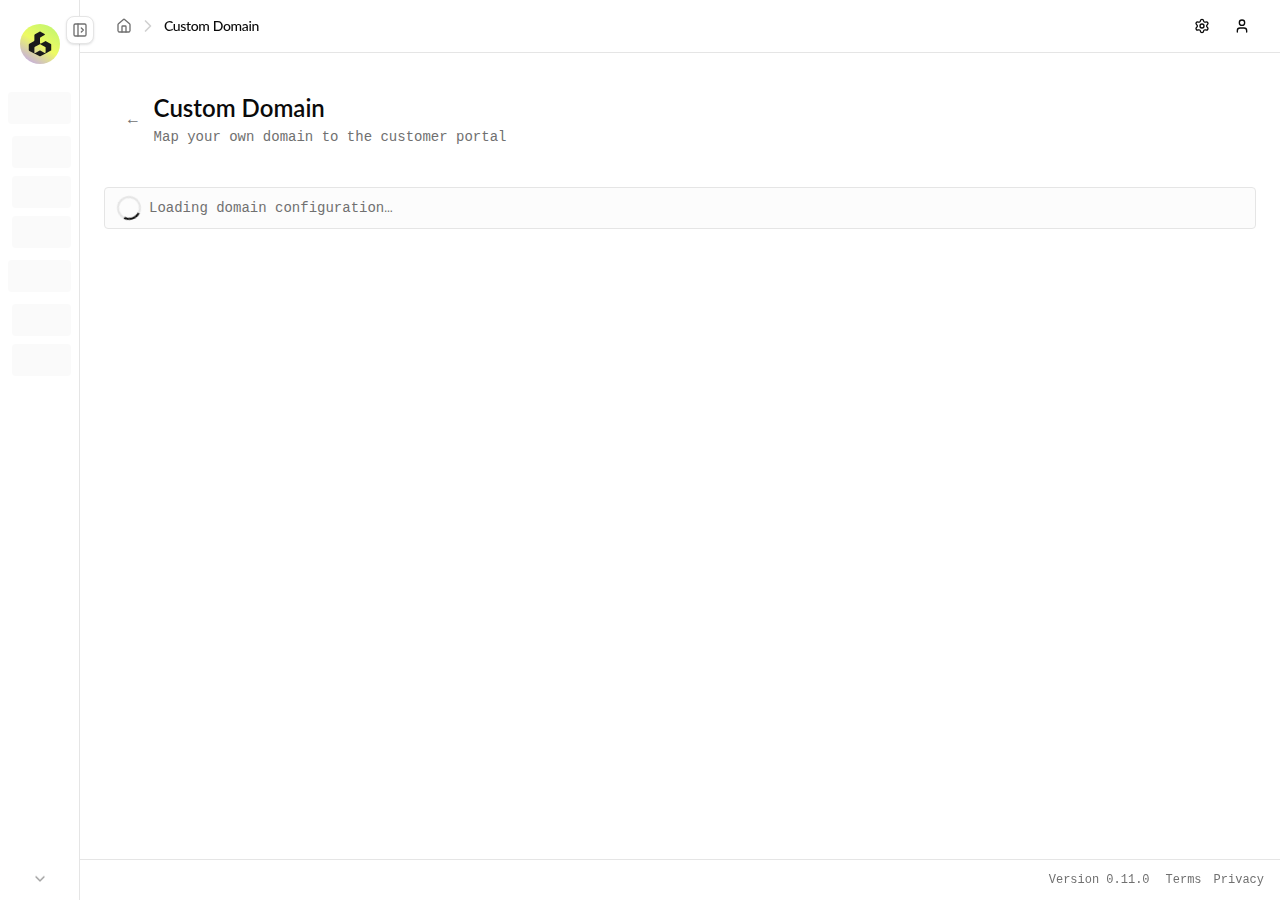 Custom Domain
Custom Domain
←
Map your own domain to the customer portal
Loading domain configuration…
Version 0.11.0 Terms Privacy